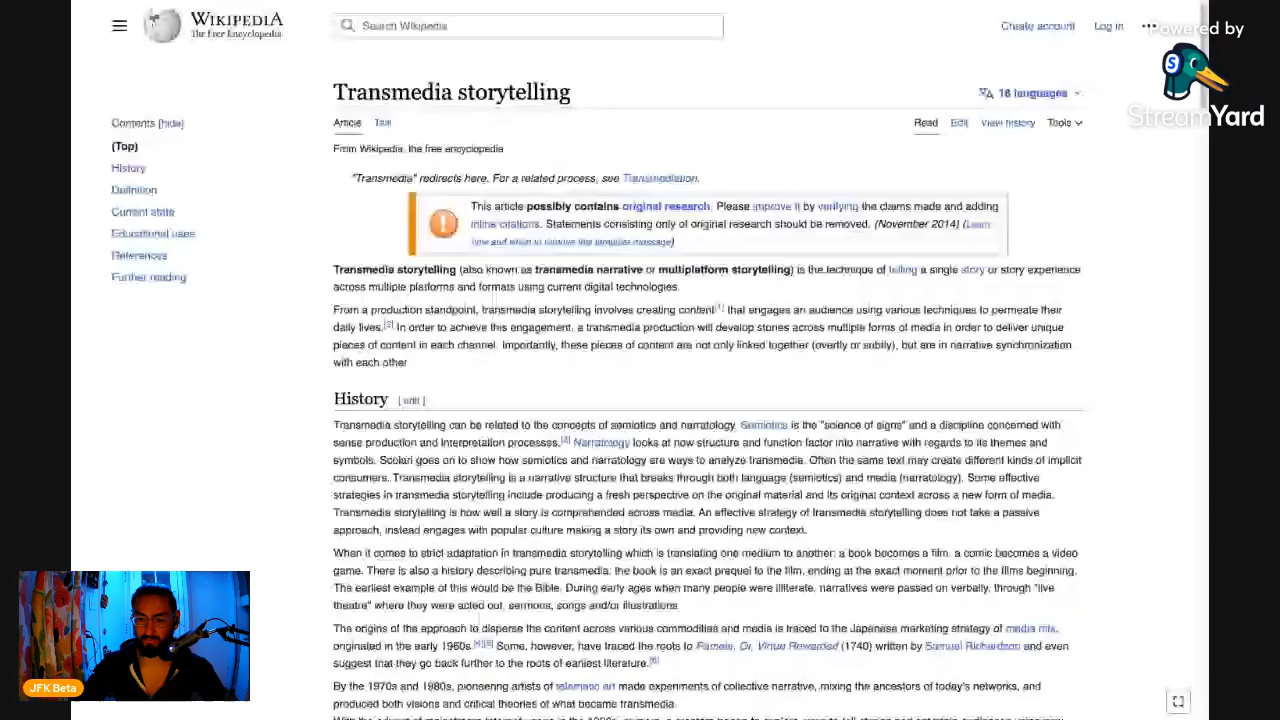 WIKIPEDIA
The Free Encyclopedia
Search Wikipedia
Create account
Log in
Powered by
StreamYard
Transmedia storytelling
16 languages
Contents [hide]
(Top)
History
Definition
Current state
Educational uses
References
Further reading
Article Talk
Read Edit View history Tools
From Wikipedia, the free encyclopedia
"Transmedia" redirects here. For a related process, see Transmediation.
This article possibly contains original research. Please improve it by verifying the claims made and adding
inline citations. Statements consisting only of original research should be removed. (November 2014) (Learn
how and when to remove this template message)
Transmedia storytelling (also known as transmedia narrative or multiplatform storytelling) is the technique of telling a single story or story experience
across multiple platforms and formats using current digital technologies.
From a production standpoint, transmedia storytelling involves creating content[1] that engages an audience using various techniques to permeate their
daily lives.[2] In order to achieve this engagement, a transmedia production will develop stories across multiple forms of media in order to deliver unique
pieces of content in each channel. Importantly, these pieces of content are not only linked together (overtly or subtly), but are in narrative synchronization
with each other
History [edit]
Transmedia storytelling can be related to the concepts of semiotics and narratology. Semiotics is the "science of signs" and a discipline concerned with
sense production and interpretation processes.[3] Narratology looks at how structure and function factor into narrative with regards to its themes and
symbols. Scolari goes on to show how semiotics and narratology are ways to analyze transmedia. Often the same text may create different kinds of implicit
consumers. Transmedia storytelling is a narrative structure that breaks through both language (semiotics) and media (narratology). Some effective
strategies in transmedia storytelling include producing a fresh perspective on the original material and its original context across a new form of media.
Transmedia storytelling is how well a story is comprehended across media. An effective strategy of transmedia storytelling does not take a passive
approach, instead engages with popular culture making a story its own and providing new context.
When it comes to strict adaptation in transmedia storytelling which is translating one medium to another: a book becomes a film, a comic becomes a video
game. There is also a history describing pure transmedia: the book is an exact prequel to the film, ending at the exact moment prior to the films beginning.
The earliest example of this would be the Bible. During early ages when many people were illiterate, narratives were passed on verbally, through "live
theatre" where they were acted out, sermons, songs and/or illustrations.
The origins of the approach to disperse the content across various commodities and media is traced to the Japanese marketing strategy of media mix,
originated in the early 1960s.[4][5] Some, however, have traced the roots to Pamela, Or, Virtue Rewarded (1740) written by Samuel Richardson and even
suggest that they go back further to the roots of earliest literature.[6]
By the 1970s and 1980s, pioneering artists of telematic art made experiments of collective narrative, mixing the ancestors of today's networks, and
produced both visions and critical theories of what became transmedia.
JFK Beta